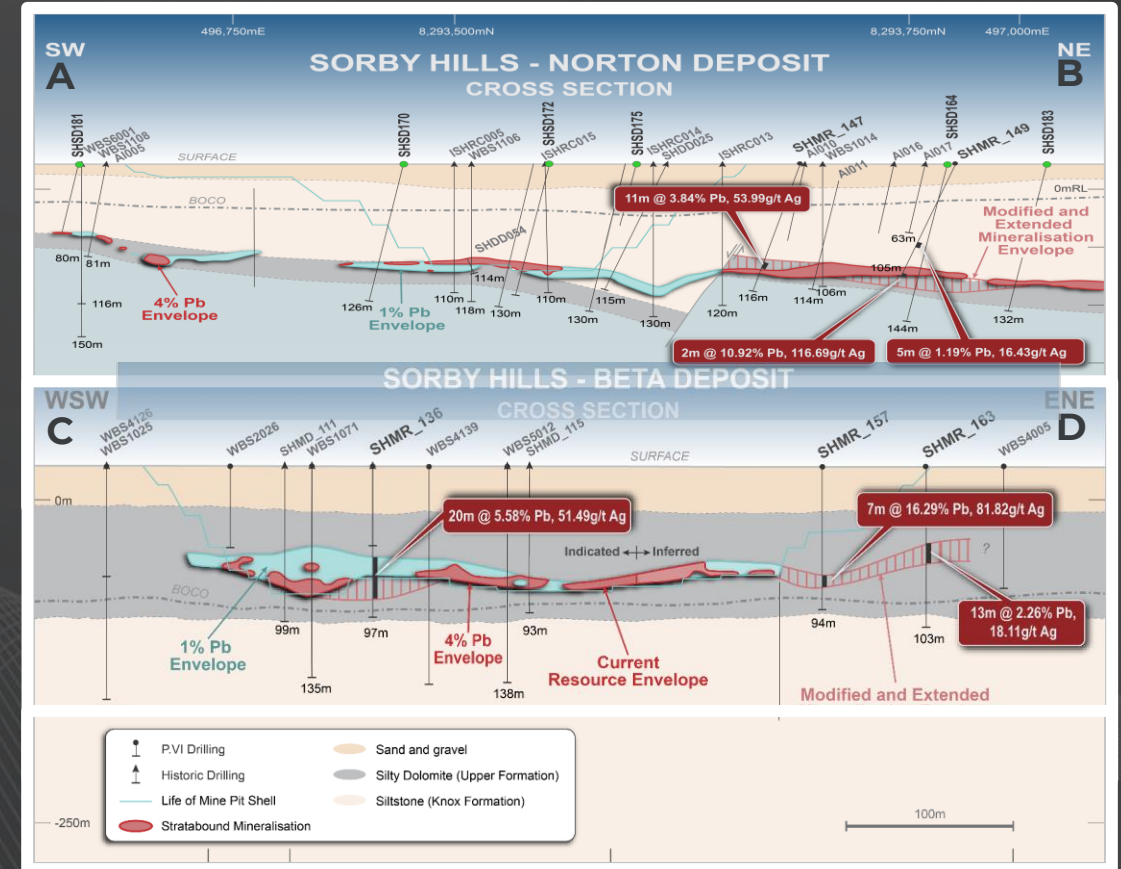 496,750mE
8,293,500mN
8,293,750mN
497,000mE
SW
A
SORBY HILLS - NORTON DEPOSIT
CROSS SECTION
NE
B
SHSD181
WBS6001
WBS1108
AI005
SURFACE
SHSD170
ISHRC005
WBS1106
SHSD172
ISHRC015
SHSD175
ISHRC014
SHDD025
ISHRC013
SHMR_147
AI010
WBS1014
AI011
AI016
AI017
SHSD164
SHMR_149
SHSD183
BOCO
0mRL
11m @ 3.84% Pb, 53.99g/t Ag
Modified and
Extended
Mineralisation
Envelope
SHDD054
63m
80m
81m
114m
105m
116m
4% Pb
Envelope
126m
1% Pb
Envelope
110m
118m
130m
110m
115m
130m
130m
120m
116m
114m
106m
144m
132m
150m
2m @ 10.92% Pb, 116.69g/t Ag
5m @ 1.19% Pb, 16.43g/t Ag
SORBY HILLS - BETA DEPOSIT
CROSS SECTION
WSW
C
ENE
D
WBS4126
WBS1025
WBS2026
SHMD_111
WBS1071
SHMR_136
WBS4139
WBS5012
SHMD_115
SURFACE
SHMR_157
SHMR_163
WBS4005
0m
20m @ 5.58% Pb, 51.49g/t Ag
7m @ 16.29% Pb, 81.82g/t Ag
Indicated
Inferred
?
BOCO
99m
97m
93m
94m
103m
13m @ 2.26% Pb,
18.11g/t Ag
1% Pb
Envelope
4% Pb
Envelope
Current
Resource Envelope
135m
138m
Modified and Extended
P.VI Drilling
Historic Drilling
Life of Mine Pit Shell
Stratabound Mineralisation
Sand and gravel
Silty Dolomite (Upper Formation)
Siltstone (Knox Formation)
-250m
100m